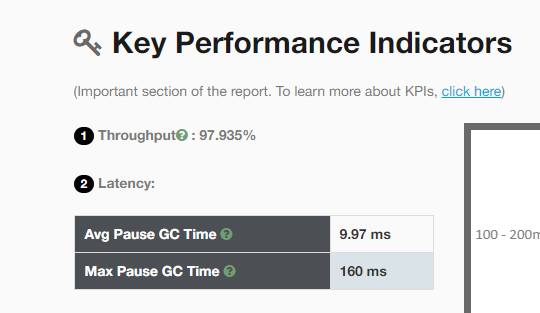 Key Performance Indicators
(Important section of the report. To learn more about KPIs, click here)
1 Throughput? : 97.935%
2 Latency:
Avg Pause GC Time ? 9.97 ms
100 - 200m
Max Pause GC Time ? 160 ms